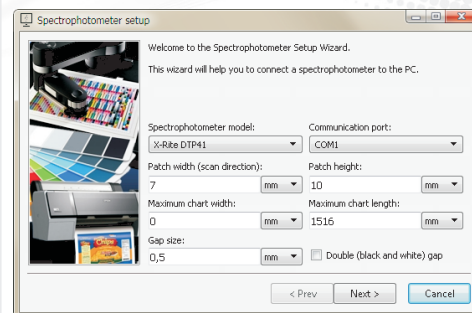 Spectrophotometer setup
Welcome to the Spectrophotometer Setup Wizard.
This wizard will help you to connect a spectrophotometer to the PC.
Spectrophotometer model:
Communication port:
X-Rite DTP41
COM1
Patch width (scan direction):
Patch height:
7 mm
10 mm
Maximum chart width:
Maximum chart length:
0 mm
1516 mm
Gap size:
0,5 mm
Double (black and white) gap
< Prev
Next >
Cancel
Chips